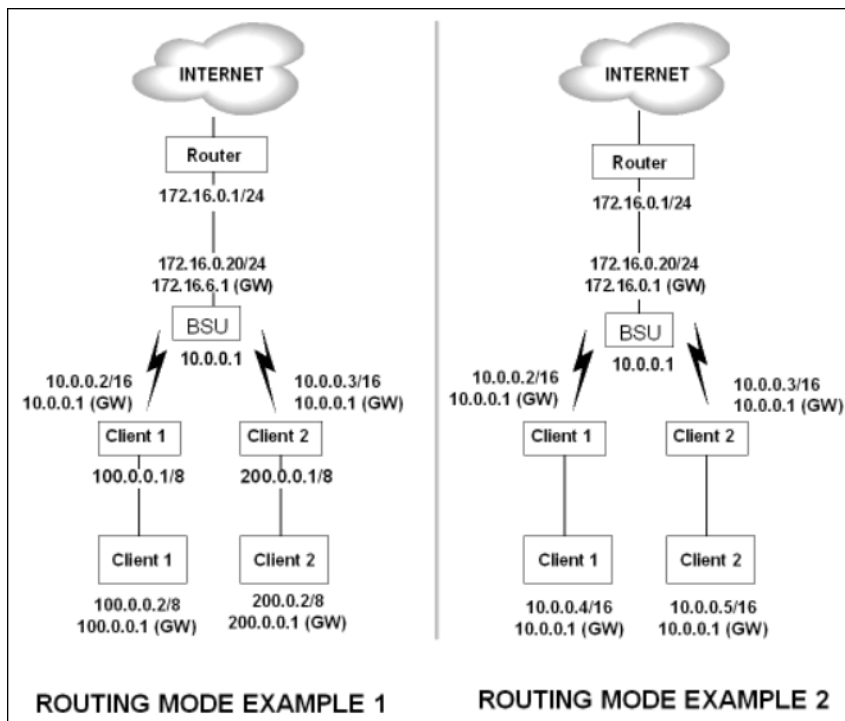 INTERNET
Router
172.16.0.1/24
172.16.0.20/24
172.16.6.1 (GW)
BSU
10.0.0.1
10.0.0.2/16
10.0.0.1 (GW)
10.0.0.3/16
10.0.0.1 (GW)
Client 1
Client 2
100.0.0.1/8
200.0.0.1/8
Client 1
Client 2
100.0.0.2/8
100.0.0.1 (GW)
200.0.2/8
200.0.0.1 (GW)
ROUTING MODE EXAMPLE 1
INTERNET
Router
172.16.0.1/24
172.16.0.20/24
172.16.0.1 (GW)
BSU
10.0.0.1
10.0.0.2/16
10.0.0.1 (GW)
10.0.0.3/16
10.0.0.1 (GW)
Client 1
Client 2
Client 1
Client 2
10.0.0.4/16
10.0.0.1 (GW)
10.0.0.5/16
10.0.0.1 (GW)
ROUTING MODE EXAMPLE 2